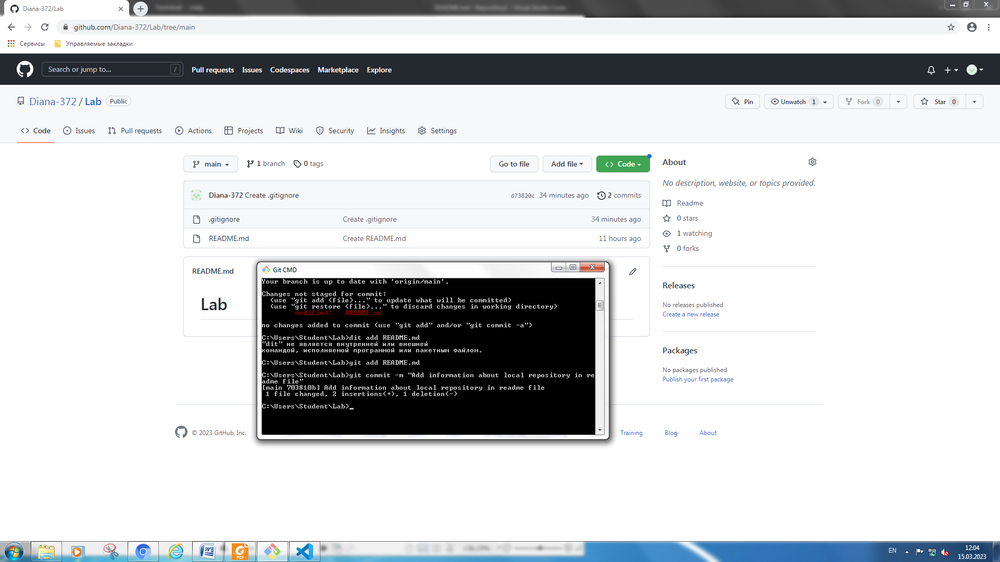 Diana-372/Lab
github.com/Diana-372/Lab/tree/main
Сервисы
Управляемые закладки
Search or jump to...
/
Pull requests
Issues
Codespaces
Marketplace
Explore
Diana-372 / Lab
Public
Pin
Unwatch 1
Fork 0
Star 0
Code
Issues
Pull requests
Actions
Projects
Wiki
Security
Insights
Settings
main
1 branch
0 tags
Go to file
Add file
Code
Diana-372 Create .gitignore
d73820c 34 minutes ago
2 commits
.gitignore
Create .gitignore
34 minutes ago
README.md
Create README.md
11 hours ago
README.md
Lab
About
No description, website, or topics provided.
Readme
0 stars
1 watching
0 forks
Releases
No releases published
Create a new release
Packages
No packages published
Publish your first package
Git CMD
Your branch is up to date with 'origin/main'.
Changes not staged for commit:
(use "git add <file>..." to update what will be committed)
(use "git restore <file>..." to discard changes in working directory)
modified: README.md
no changes added to commit (use "git add" and/or "git commit -a")
C:\Users\Student\Lab>dit add README.md
"dit" не является внутренней или внешней
командой, исполняемой программой или пакетным файлом.
C:\Users\Student\Lab>git add README.md
C:\Users\Student\Lab>git commit -m "Add information about local repository in re
adme file"
[main 703810b] Add information about local repository in readme file
1 file changed, 2 insertions(+), 1 deletion(-)
C:\Users\Student\Lab>_
© 2023 GitHub, Inc.
Training
Blog
About
EN
12:04
15.03.2023